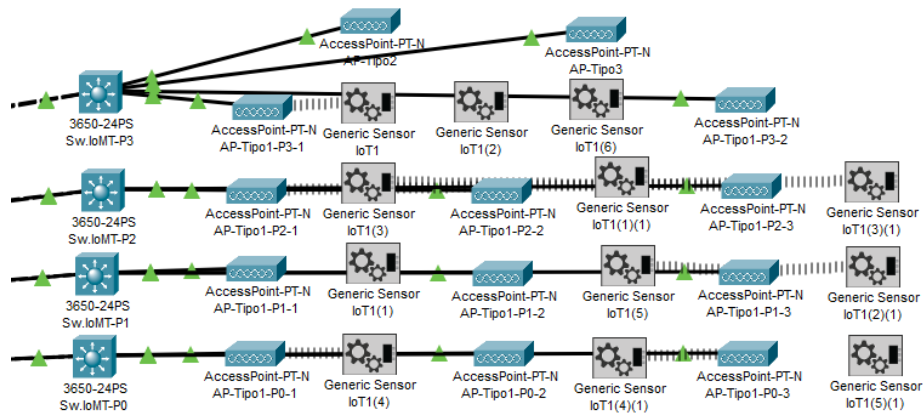 AccessPoint-PT-N
AP-Tipo2
AccessPoint-PT-N
AP-Tipo3
3650-24PS
Sw.IoMT-P3
AccessPoint-PT-N
AP-Tipo1-P3-1
Generic Sensor
IoT1
Generic Sensor
IoT1(2)
Generic Sensor
IoT1(6)
AccessPoint-PT-N
AP-Tipo1-P3-2
3650-24PS
Sw.IoMT-P2
AccessPoint-PT-N
AP-Tipo1-P2-1
Generic Sensor
IoT1(3)
AccessPoint-PT-N
AP-Tipo1-P2-2
Generic Sensor
IoT1(1)(1)
AccessPoint-PT-N
AP-Tipo1-P2-3
Generic Sensor
IoT1(3)(1)
3650-24PS
Sw.IoMT-P1
AccessPoint-PT-N
AP-Tipo1-P1-1
Generic Sensor
IoT1(1)
AccessPoint-PT-N
AP-Tipo1-P1-2
Generic Sensor
IoT1(5)
AccessPoint-PT-N
AP-Tipo1-P1-3
Generic Sensor
IoT1(2)(1)
3650-24PS
Sw.IoMT-P0
AccessPoint-PT-N
AP-Tipo1-P0-1
Generic Sensor
IoT1(4)
AccessPoint-PT-N
AP-Tipo1-P0-2
Generic Sensor
IoT1(4)(1)
AccessPoint-PT-N
AP-Tipo1-P0-3
Generic Sensor
IoT1(5)(1)